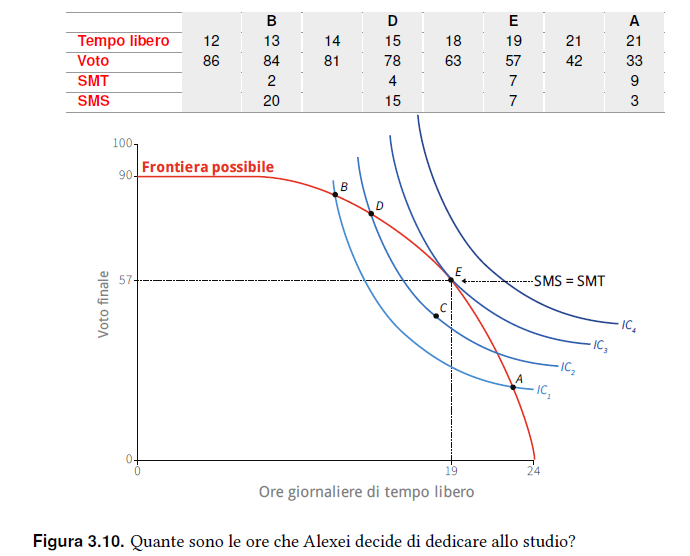 B D E A
Tempo libero 12 13 14 15 18 19 21 21
Voto 86 84 81 78 63 57 42 33
SMT 2 4 7 9
SMS 20 15 7 3
100
90
Frontiera possibile
B
D
57
E
SMS = SMT
Voto finale
C
IC4
IC3
IC2
A
IC1
0
0 19 24
Ore giornaliere di tempo libero
Figura 3.10. Quante sono le ore che Alexei decide di dedicare allo studio?